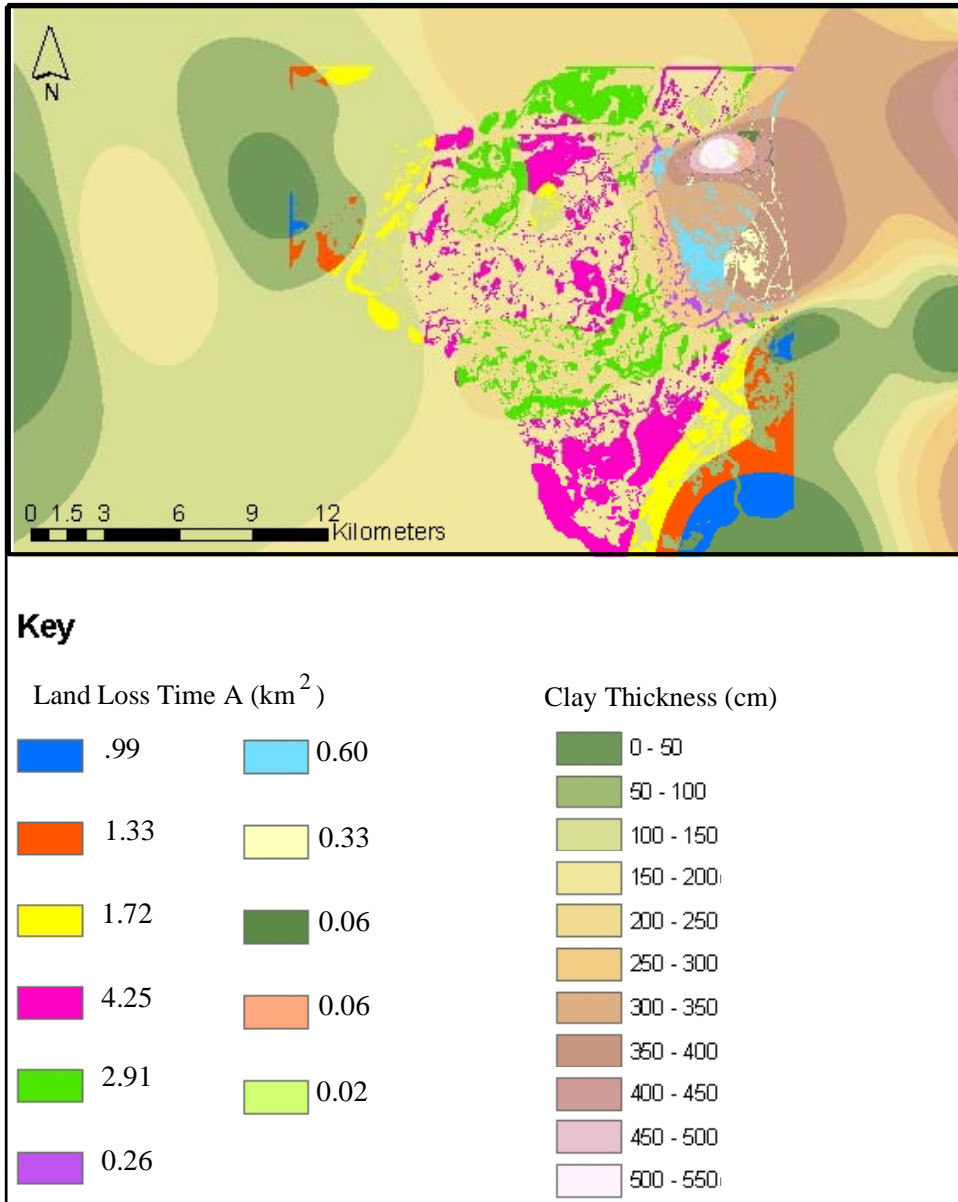 N
0 1.5 3 6 9 12
Kilometers
Key
Land Loss Time A (km²)
.99
1.33
1.72
4.25
2.91
0.26
0.60
0.33
0.06
0.06
0.02
Clay Thickness (cm)
0 - 50
50 - 100
100 - 150
150 - 200
200 - 250
250 - 300
300 - 350
350 - 400
400 - 450
450 - 500
500 - 550